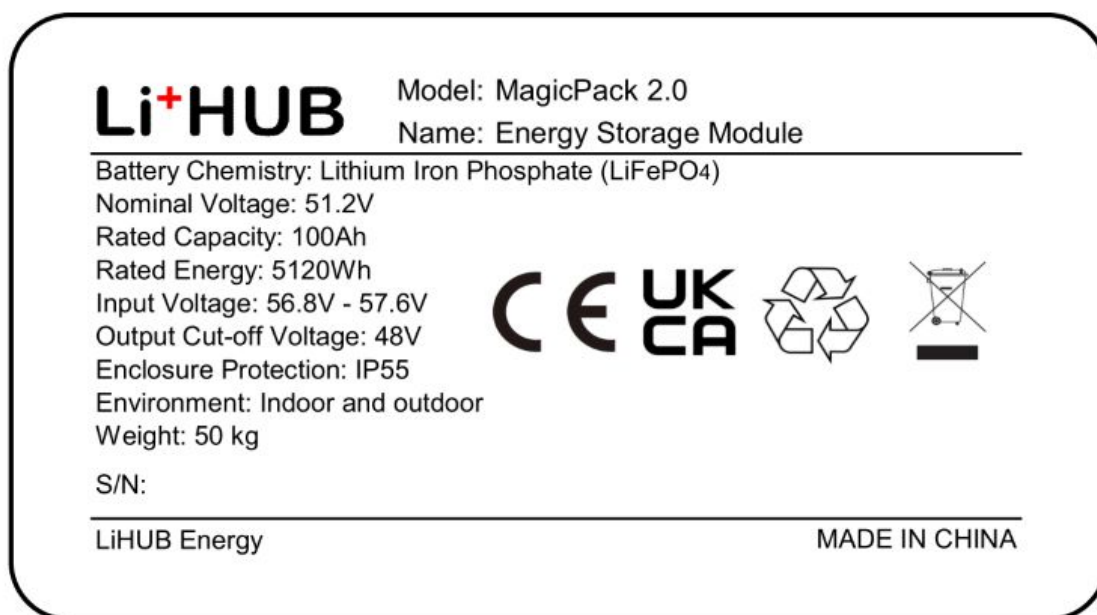 Li+HUB
Model: MagicPack 2.0
Name: Energy Storage Module
Battery Chemistry: Lithium Iron Phosphate (LiFePO4)
Nominal Voltage: 51.2V
Rated Capacity: 100Ah
Rated Energy: 5120Wh
Input Voltage: 56.8V - 57.6V
Output Cut-off Voltage: 48V
Enclosure Protection: IP55
Environment: Indoor and outdoor
Weight: 50 kg
S/N:
CE
UK
CA
LiHUB Energy
MADE IN CHINA